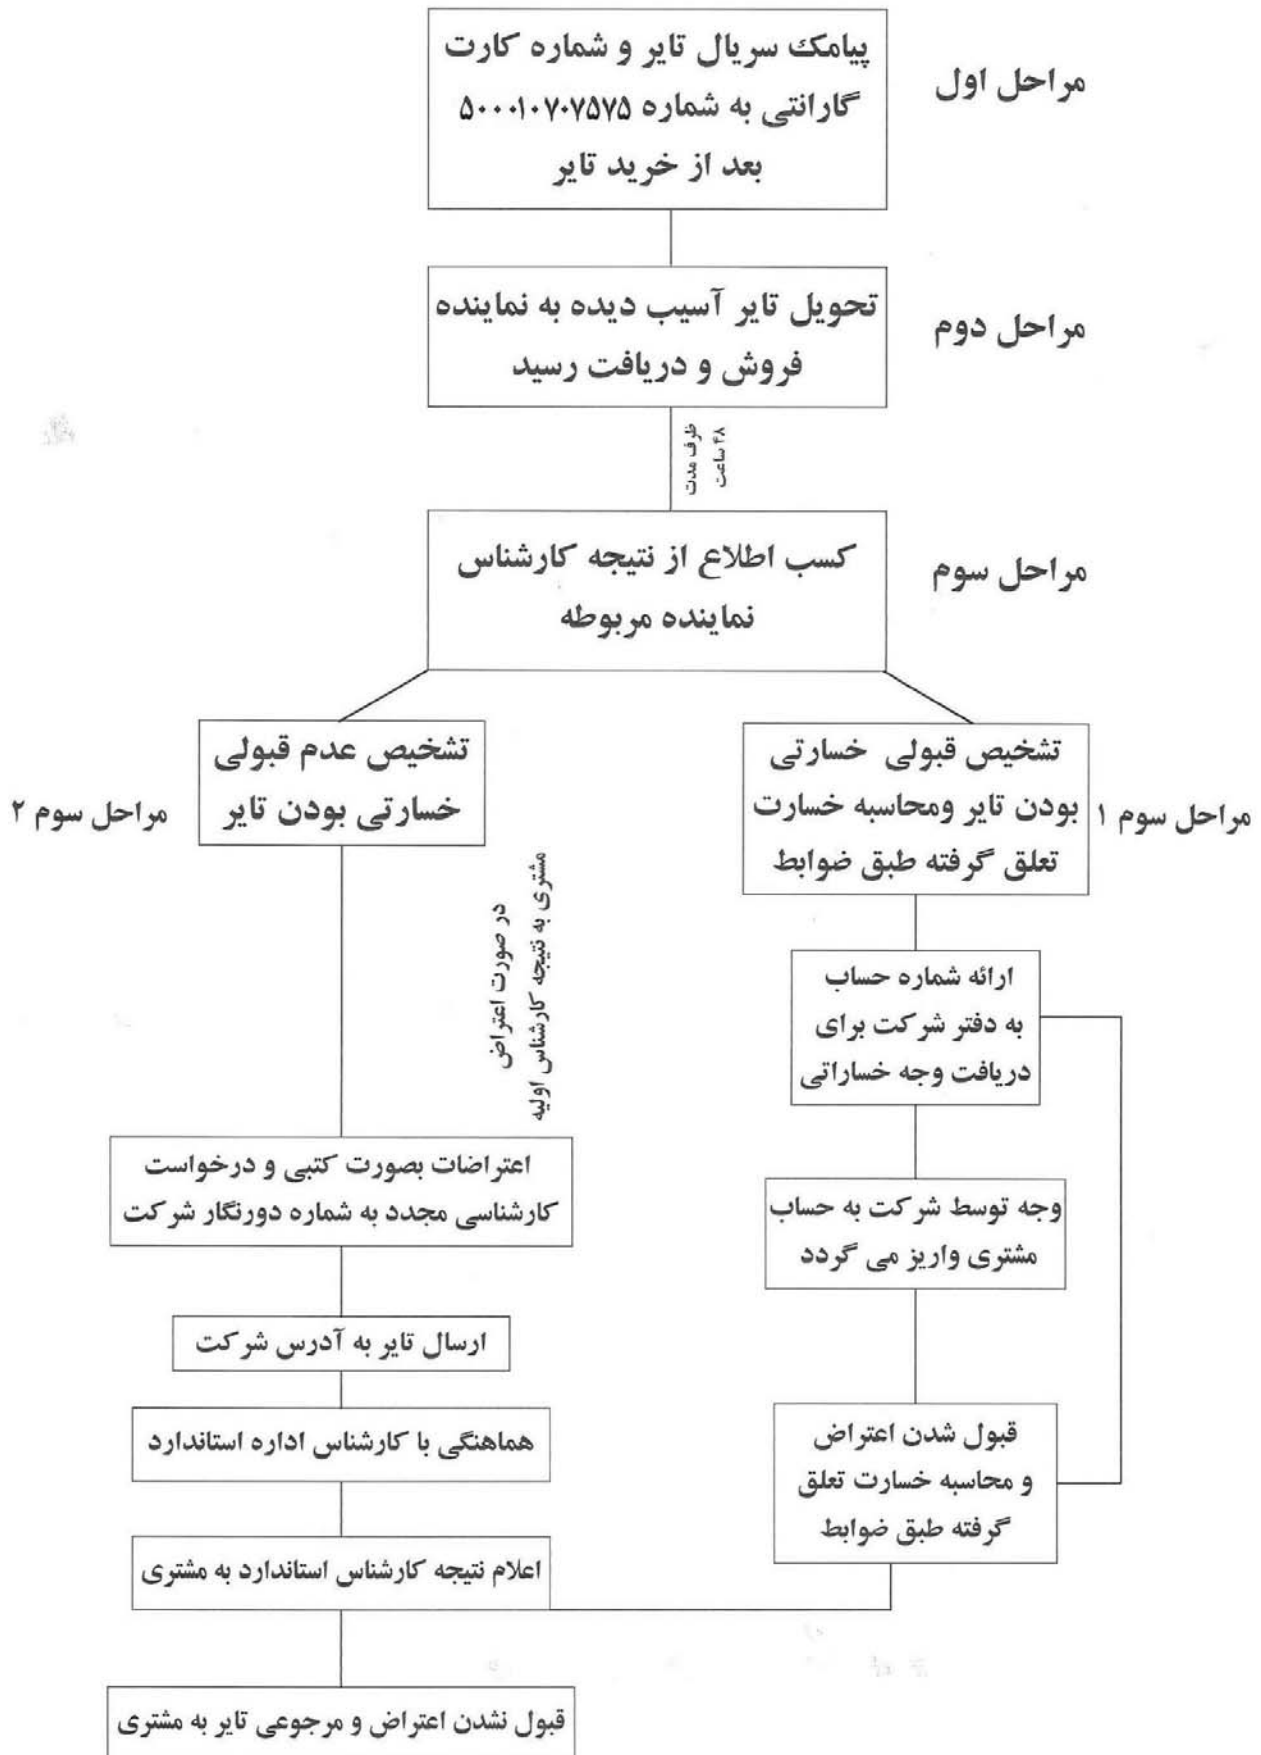 پیامک سریال تایر و شماره کارت
گارانتی به شماره ۵۰۰۰۱۰۷۰۷۵۷۵
بعد از خرید تایر
مراحل اول
تحویل تایر آسیب دیده به نماینده
فروش و دریافت رسید
مراحل دوم
ظرف مدت
۴۸ ساعت
کسب اطلاع از نتیجه کارشناس
نماینده مربوطه
مراحل سوم
تشخیص قبولی خسارتی
بودن تایر ومحاسبه خسارت
تعلق گرفته طبق ضوابط
مراحل سوم ۱
تشخیص عدم قبولی
خسارتی بودن تایر
مراحل سوم ۲
ارائه شماره حساب
به دفتر شرکت برای
دریافت وجه خساراتی
وجه توسط شرکت به حساب
مشتری واریز می گردد
قبول شدن اعتراض
و محاسبه خسارت تعلق
گرفته طبق ضوابط
در صورت اعتراض
مشتری به نتیجه کارشناس اولیه
اعتراضات بصورت کتبی و درخواست
کارشناسی مجدد به شماره دورنگار شرکت
ارسال تایر به آدرس شرکت
هماهنگی با کارشناس اداره استاندارد
اعلام نتیجه کارشناس استاندارد به مشتری
قبول نشدن اعتراض و مرجوعی تایر به مشتری